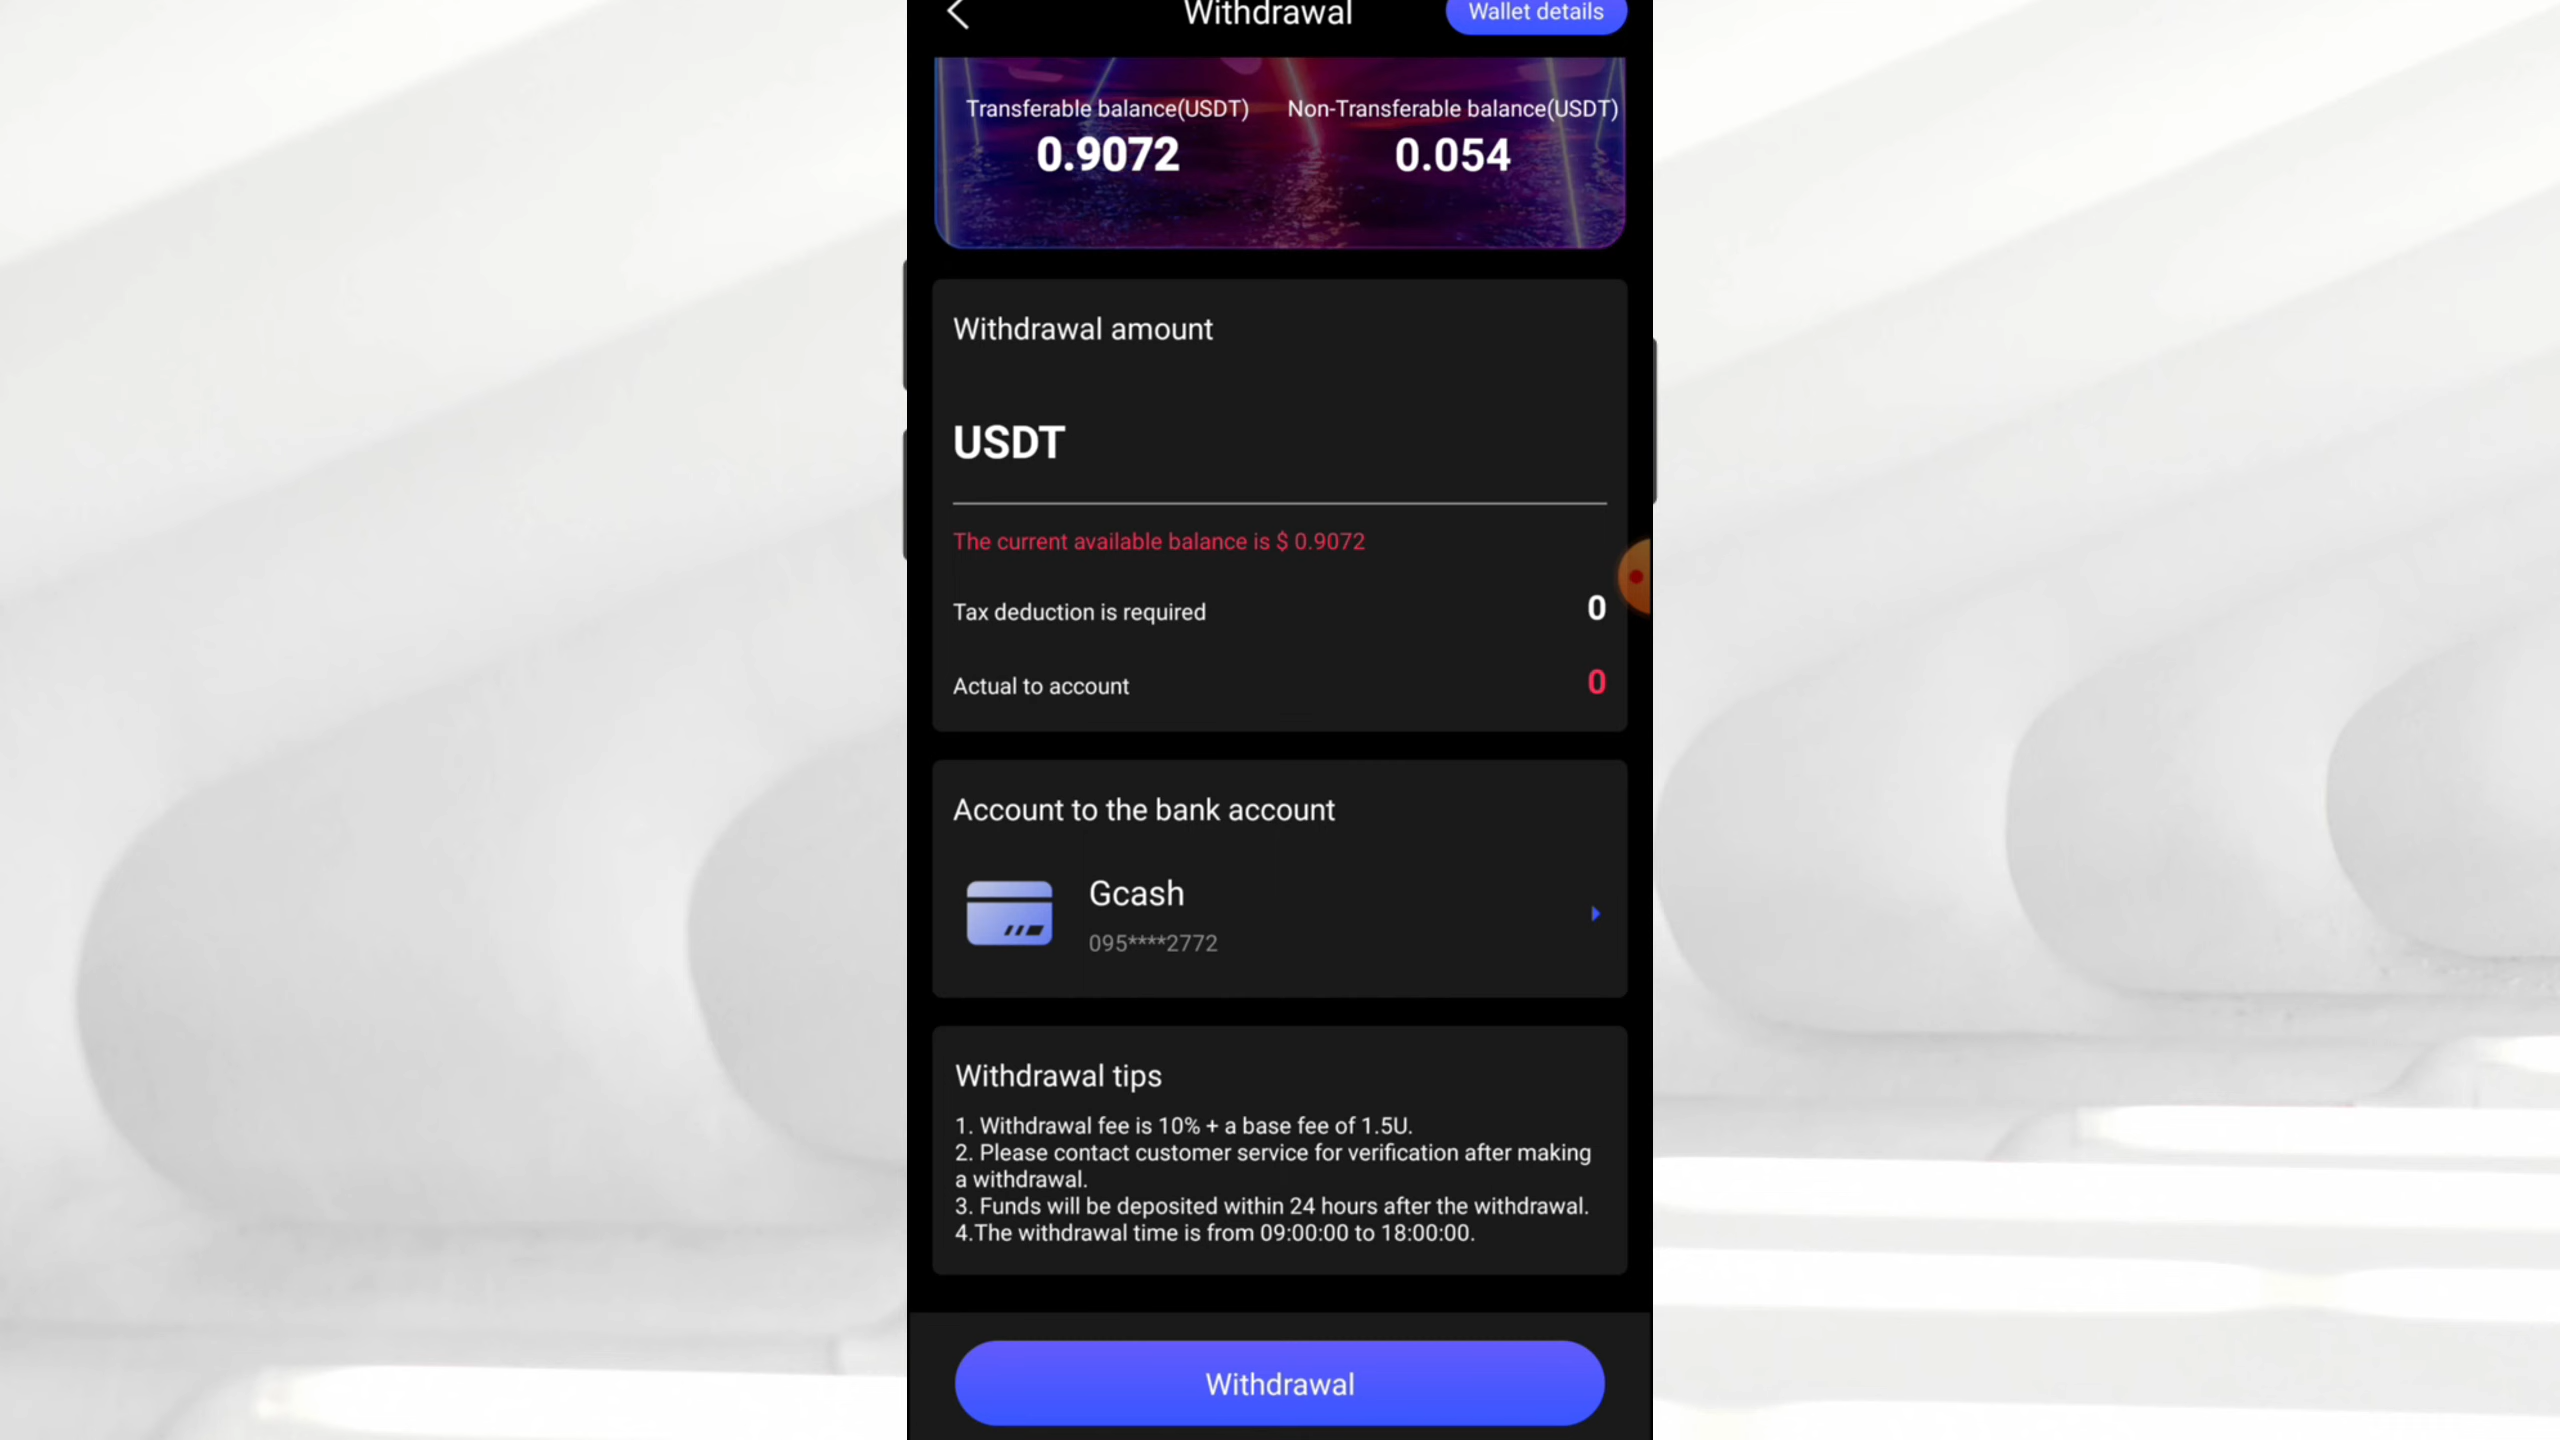 Withdrawal
Wallet details
Transferable balance(USDT)
Non-Transferable balance(USDT)
0.9072
0.054
Withdrawal amount
USDT
The current available balance is $ 0.9072
Tax deduction is required
0
Actual to account
0
Account to the bank account
Gcash
095****2772
Withdrawal tips
1. Withdrawal fee is 10% + a base fee of 1.5U.
2. Please contact customer service for verification after making
a withdrawal.
3. Funds will be deposited within 24 hours after the withdrawal.
4.The withdrawal time is from 09:00:00 to 18:00:00.
Withdrawal